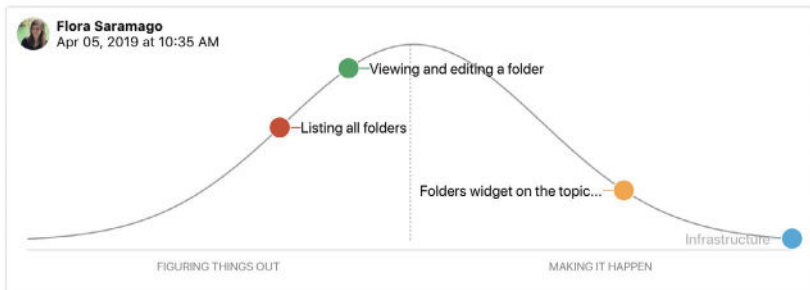 Flora Saramago
Apr 05, 2019 at 10:35 AM
Viewing and editing a folder
Listing all folders
Folders widget on the topic...
Infrastructure
FIGURING THINGS OUT
MAKING IT HAPPEN